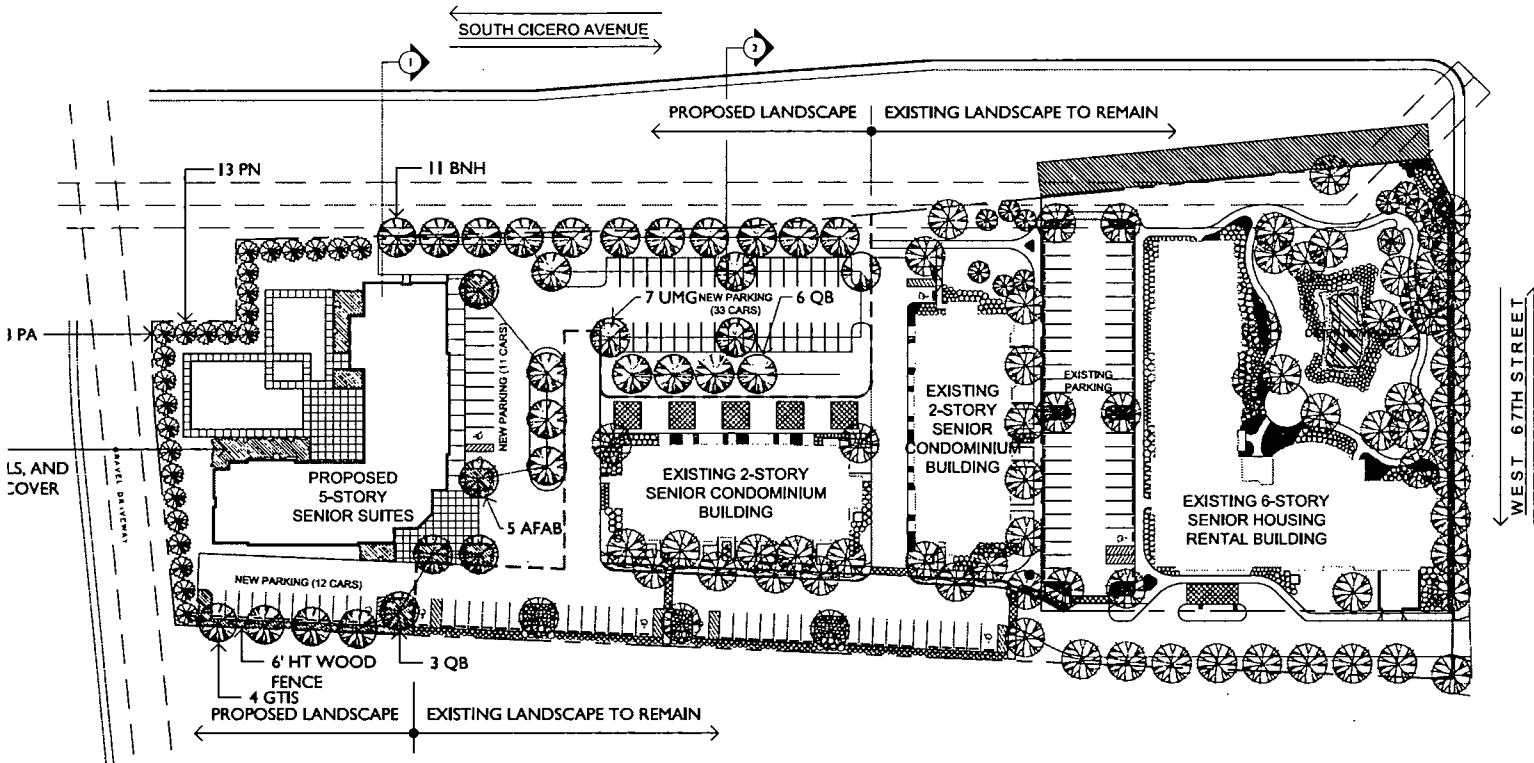 SOUTH CICERO AVENUE
1
2
PROPOSED LANDSCAPE
EXISTING LANDSCAPE TO REMAIN
13 PN
11 BNH
7 UMG
NEW PARKING
(33 CARS)
6 QB
PA
NEW PARKING (11 CARS)
EXISTING
PARKING
WEST 67TH STREET
EXISTING
2-STORY
SENIOR
CONDOMINIUM
BUILDING
LS, AND
COVER
GRAVEL DRIVEWAY
PROPOSED
5-STORY
SENIOR SUITES
EXISTING 2-STORY
SENIOR CONDOMINIUM
BUILDING
EXISTING 6-STORY
SENIOR HOUSING
RENTAL BUILDING
5 AFAB
NEW PARKING (12 CARS)
6' HT WOOD
FENCE
3 QB
4 GTIS
PROPOSED LANDSCAPE
EXISTING LANDSCAPE TO REMAIN